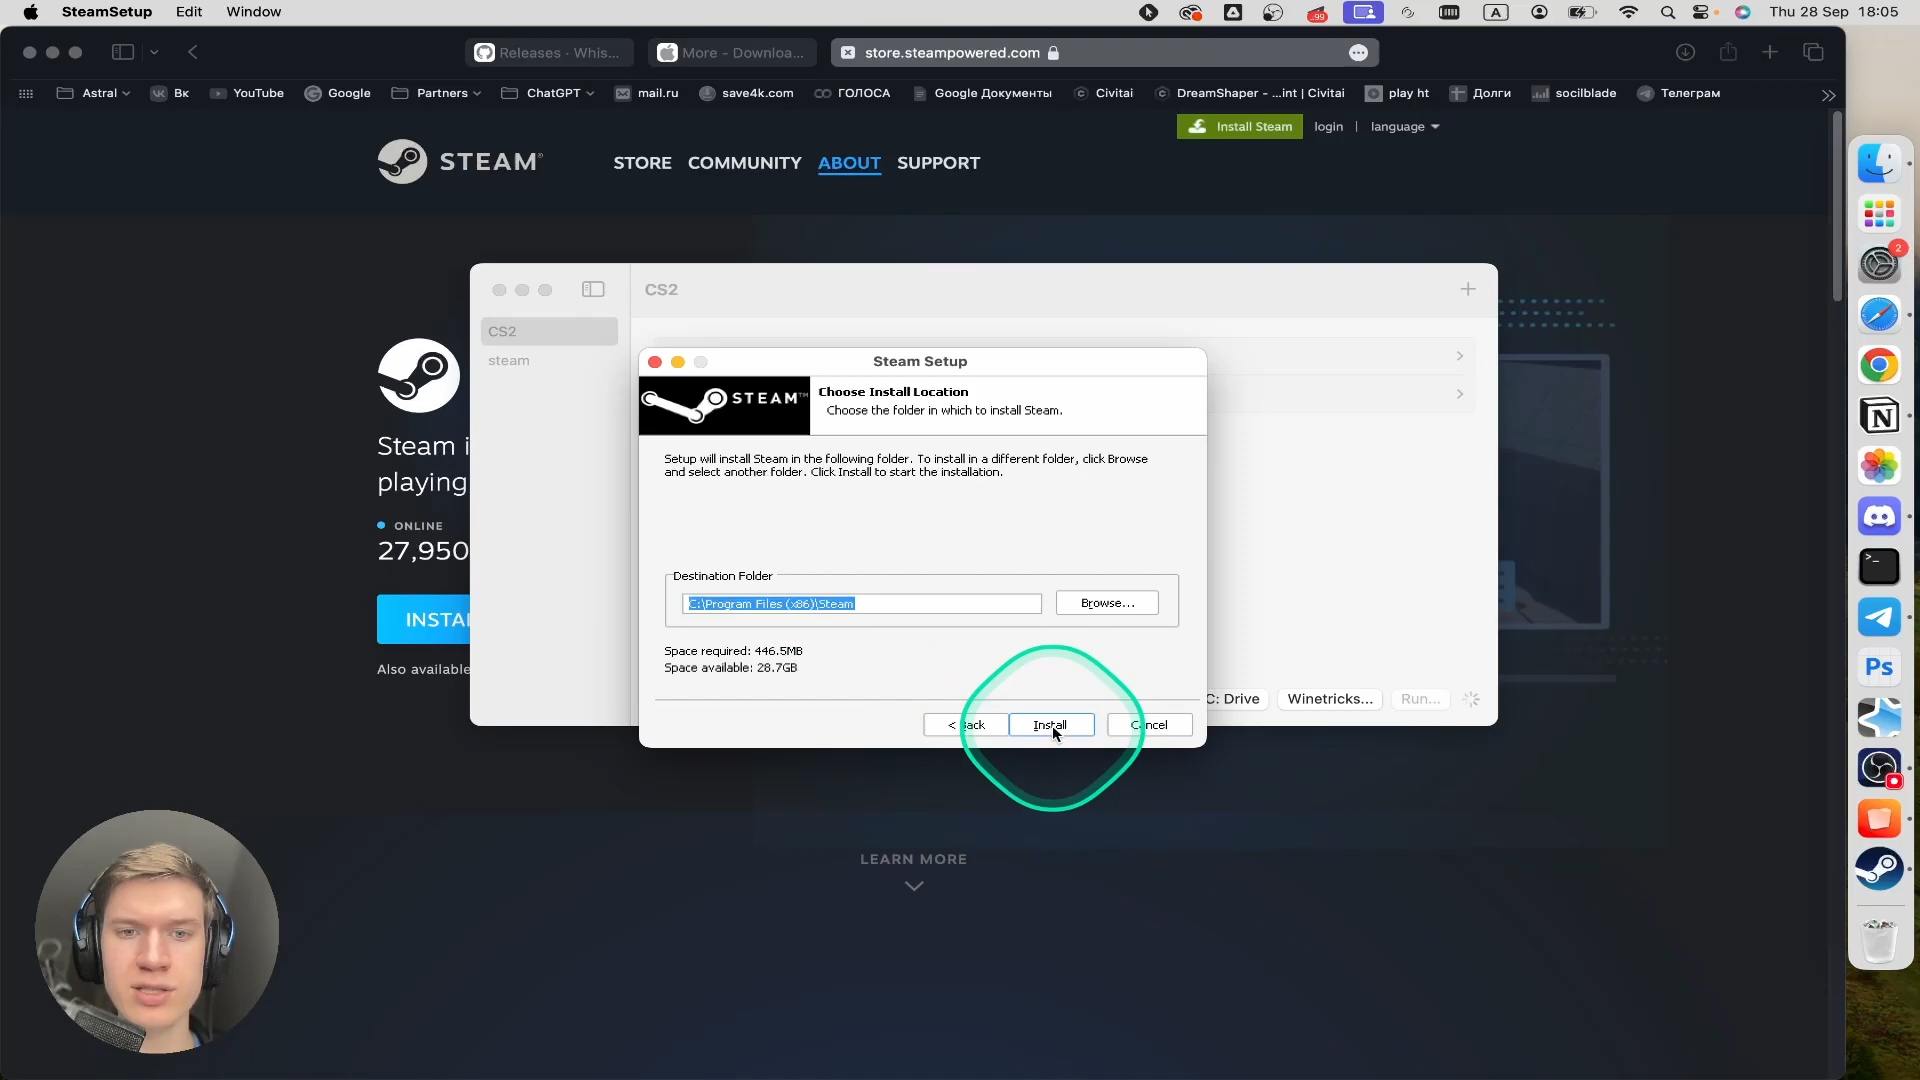 SteamSetup Edit Window
A Thu 28 Sep 18:05
Releases · Whis... More – Downloa... store.steampowered.com
Astral Вк YouTube Google Partners ChatGPT mail.ru save4k.com ГОЛОСА Google Документы Civitai DreamShaper - ...int | Civitai play ht Долги socilblade Телеграм
Install Steam login | language
STEAM®
STORE COMMUNITY ABOUT SUPPORT
CS2
CS2
steam
Steam Setup
STEAM™
Choose Install Location
Choose the folder in which to install Steam.
Setup will install Steam in the following folder. To install in a different folder, click Browse
and select another folder. Click Install to start the installation.
Destination Folder
C:\Program Files (x86)\Steam
Browse...
Space required: 446.5MB
Space available: 28.7GB
< Back Install Cancel
C: Drive Winetricks... Run...
Steam i
playing
ONLINE
27,950
INSTAL
Also available
LEARN MORE
2
Ps